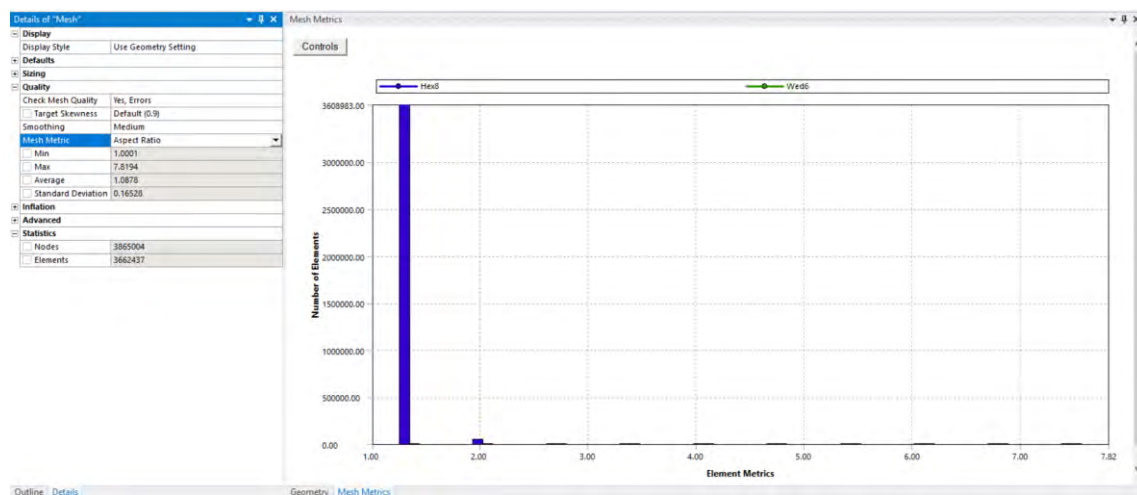 Details of "Mesh"
Display
Display Style Use Geometry Setting
Defaults
Sizing
Quality
Check Mesh Quality Yes, Errors
Target Skewness Default (0.9)
Smoothing Medium
Mesh Metric Aspect Ratio
Min 1.0001
Max 7.8194
Average 1.0878
Standard Deviation 0.16528
Inflation
Advanced
Statistics
Nodes 3865004
Elements 3662437
Outline Details
Mesh Metrics
Controls
Hex8 Wed6
3608983.00
3000000.00
2500000.00
2000000.00
1500000.00
1000000.00
500000.00
0.00
Number of Elements
1.00 2.00 3.00 4.00 5.00 6.00 7.00 7.82
Element Metrics
Geometry Mesh Metrics